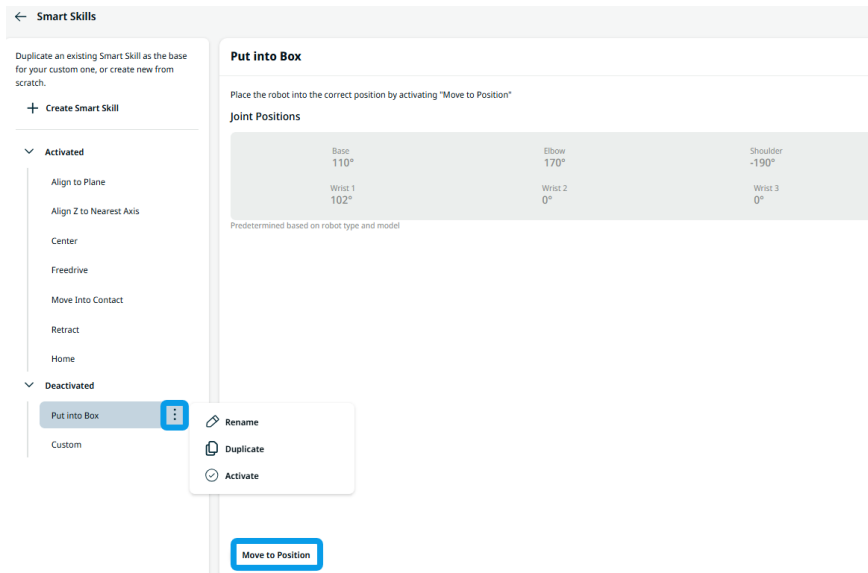 Smart Skills
Duplicate an existing Smart Skill as the base
for your custom one, or create new from
scratch.
Create Smart Skill
Activated
Align to Plane
Align Z to Nearest Axis
Center
Freedrive
Move Into Contact
Retract
Home
Deactivated
Put into Box
Custom
Rename
Duplicate
Activate
Put into Box
Place the robot into the correct position by activating "Move to Position"
Joint Positions
Base Elbow Shoulder
110° 170° -190°
Wrist 1 Wrist 2 Wrist 3
102° 0° 0°
Predetermined based on robot type and model
Move to Position